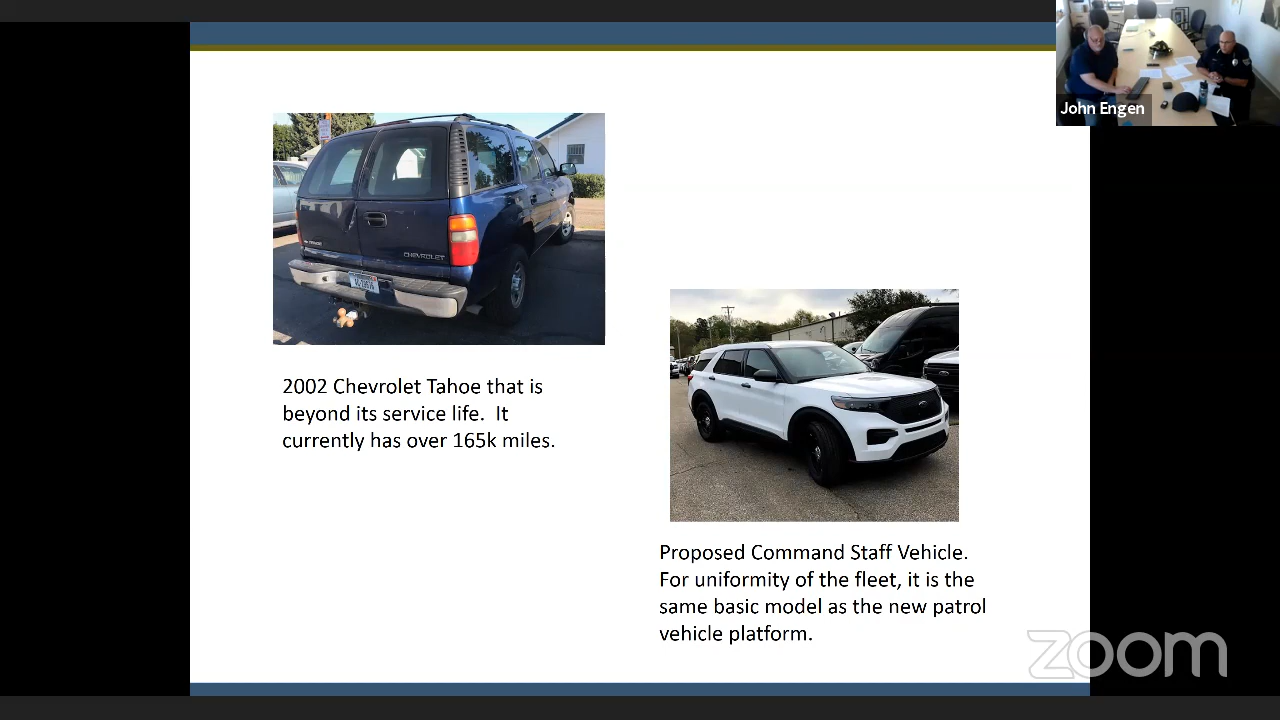 John Engen
CHEVROLET
2002 Chevrolet Tahoe that is
beyond its service life.  It
currently has over 165k miles.
Proposed Command Staff Vehicle.
For uniformity of the fleet, it is the
same basic model as the new patrol
vehicle platform.
zoom